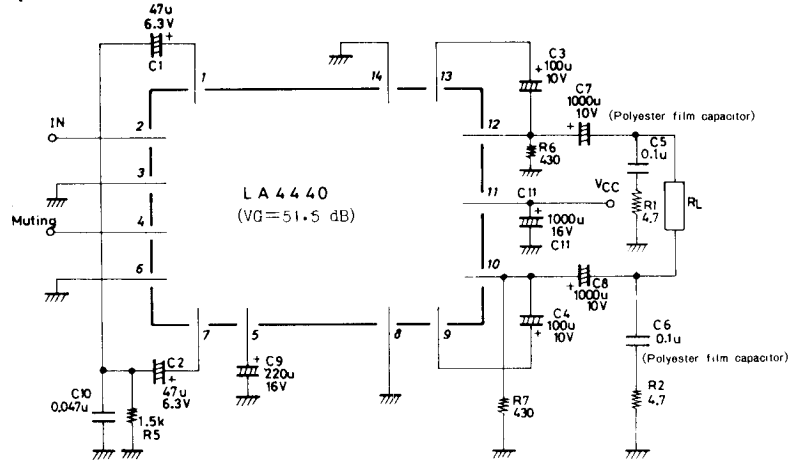 47u
6.3V
C1
1
14
13
C3
100u
10V
C7
1000u
10V
(Polyester film capacitor)
IN
2
12
R6
430
C5
0.1u
3
LA4440
(VG=51.5 dB)
11
C11
VCC
R1
4.7
RL
Muting
4
1000u
16V
C11
6
10
C8
1000u
10V
7
5
8
9
C4
100u
10V
C6
0.1u
(Polyester film capacitor)
C2
47u
6.3V
C9
220u
16V
C10
0.047u
1.5k
R5
R7
430
R2
4.7